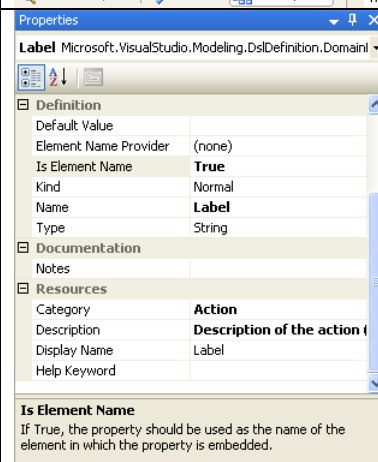 Properties
Label Microsoft.VisualStudio.Modeling.DslDefinition.Domain
Definition
Default Value
Element Name Provider (none)
Is Element Name True
Kind Normal
Name Label
Type String
Documentation
Notes
Resources
Category Action
Description Description of the action (
Display Name Label
Help Keyword
Is Element Name
If True, the property should be used as the name of the
element in which the property is embedded.